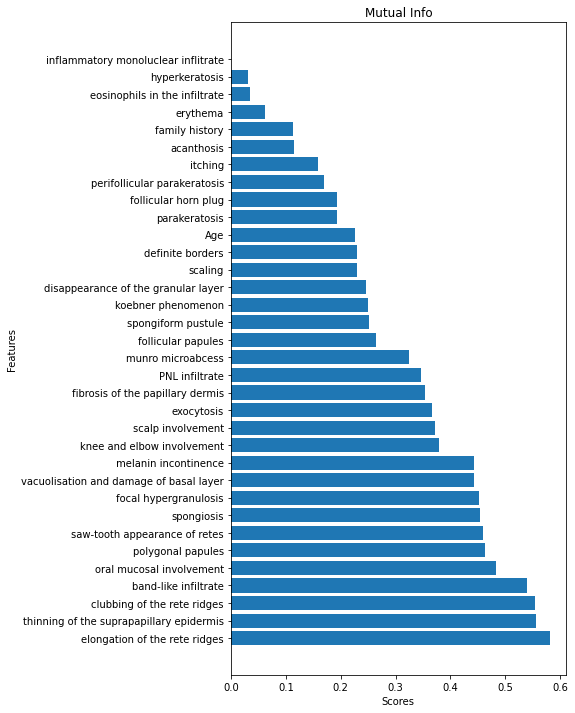 Mutual Info
inflammatory monoluclear inflitrate
hyperkeratosis
eosinophils in the infiltrate
erythema
family history
acanthosis
itching
perifollicular parakeratosis
follicular horn plug
parakeratosis
Age
definite borders
scaling
disappearance of the granular layer
koebner phenomenon
spongiform pustule
follicular papules
munro microabcess
PNL infiltrate
fibrosis of the papillary dermis
exocytosis
scalp involvement
knee and elbow involvement
melanin incontinence
vacuolisation and damage of basal layer
focal hypergranulosis
spongiosis
saw-tooth appearance of retes
polygonal papules
oral mucosal involvement
band-like infiltrate
clubbing of the rete ridges
thinning of the suprapapillary epidermis
elongation of the rete ridges
Features
0.0 0.1 0.2 0.3 0.4 0.5 0.6
Scores